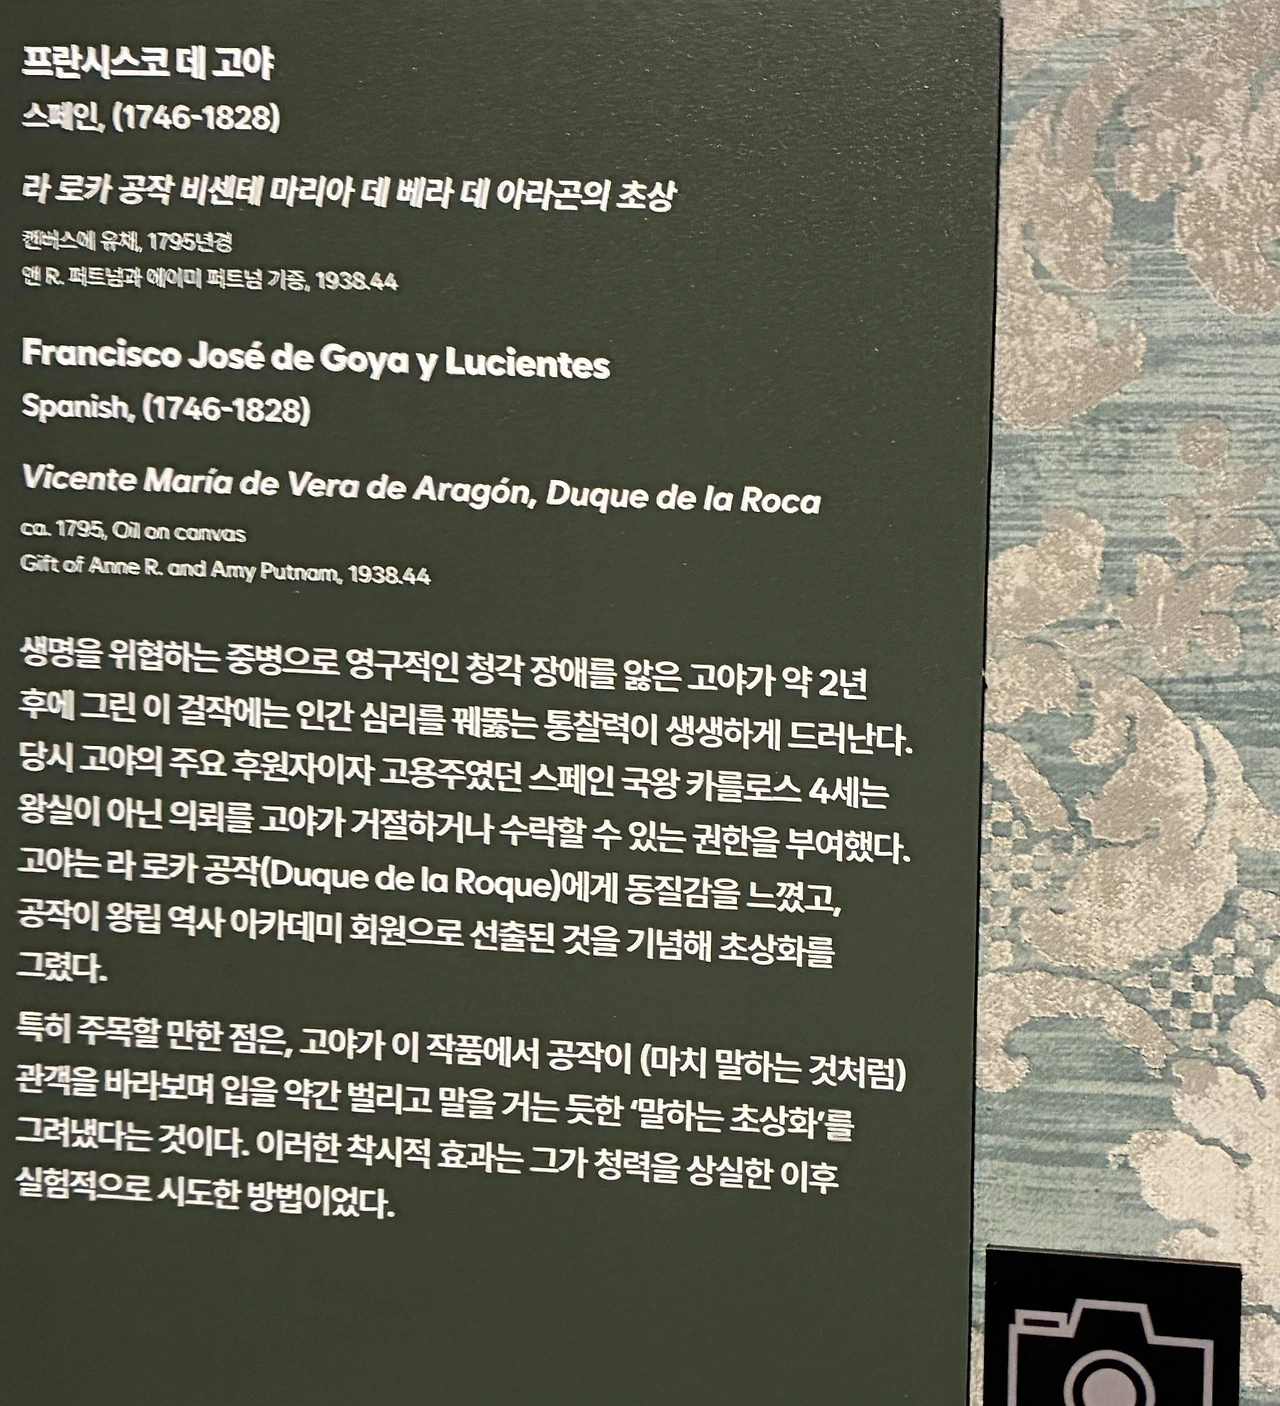 프란시스코 데 고야
스페인, (1746-1828)
라 로카 공작 비센테 마리아 데 베라 데 아라곤의 초상
캔버스에 유채, 1795년경
앤 R. 퍼트넘과 에이미 퍼트넘 기증, 1938.44
Francisco José de Goya y Lucientes
Spanish, (1746-1828)
Vicente María de Vera de Aragón, Duque de la Roca
ca. 1795, Oil on canvas
Gift of Anne R. and Amy Putnam, 1938.44
생명을 위협하는 중병으로 영구적인 청각 장애를 앓은 고야가 약 2년
후에 그린 이 걸작에는 인간 심리를 꿰뚫는 통찰력이 생생하게 드러난다.
당시 고야의 주요 후원자이자 고용주였던 스페인 국왕 카를로스 4세는
왕실이 아닌 의뢰를 고야가 거절하거나 수락할 수 있는 권한을 부여했다.
고야는 라 로카 공작(Duque de la Roque)에게 동질감을 느꼈고,
공작이 왕립 역사 아카데미 회원으로 선출된 것을 기념해 초상화를
그렸다.
특히 주목할 만한 점은, 고야가 이 작품에서 공작이 (마치 말하는 것처럼)
관객을 바라보며 입을 약간 벌리고 말을 거는 듯한 ‘말하는 초상화’를
그려냈다는 것이다. 이러한 착시적 효과는 그가 청력을 상실한 이후
실험적으로 시도한 방법이었다.